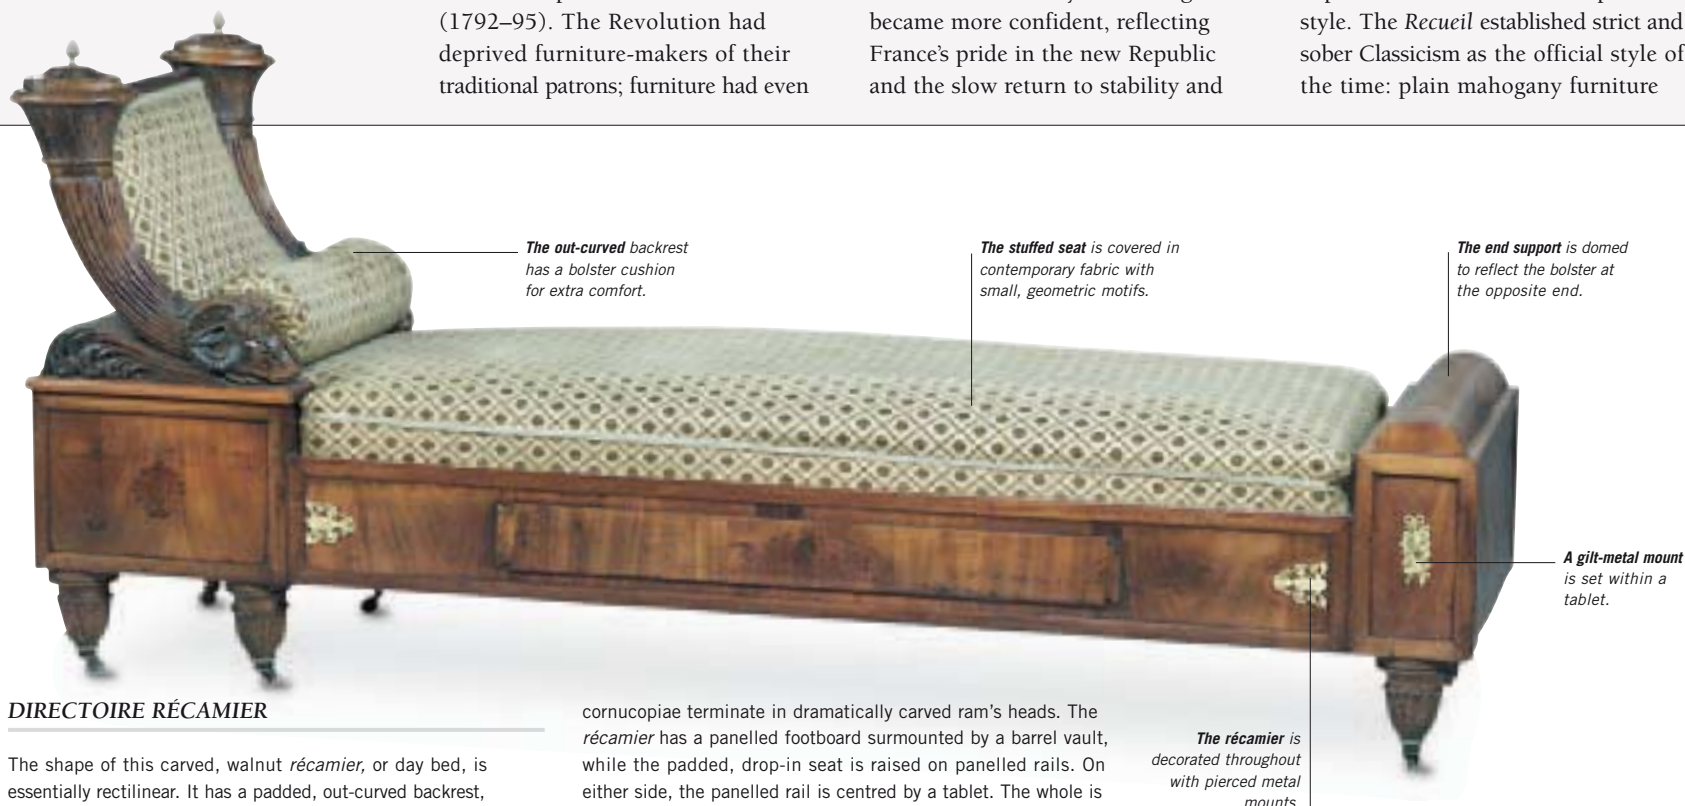 (1792–95). The Revolution had
deprived furniture-makers of their
traditional patrons; furniture had even
became more confident, reflecting
France's pride in the new Republic
and the slow return to stability and
style. The Recueil established strict and
sober Classicism as the official style of
the time: plain mahogany furniture
The out-curved backrest
has a bolster cushion
for extra comfort.
The stuffed seat is covered in
contemporary fabric with
small, geometric motifs.
The end support is domed
to reflect the bolster at
the opposite end.
A gilt-metal mount
is set within a
tablet.
DIRECTOIRE RÉCAMIER
The shape of this carved, walnut récamier, or day bed, is
essentially rectilinear. It has a padded, out-curved backrest,
cornucopiae terminate in dramatically carved ram's heads. The
récamier has a panelled footboard surmounted by a barrel vault,
while the padded, drop-in seat is raised on panelled rails. On
either side, the panelled rail is centred by a tablet. The whole is
The récamier is
decorated throughout
with pierced metal
mounts.